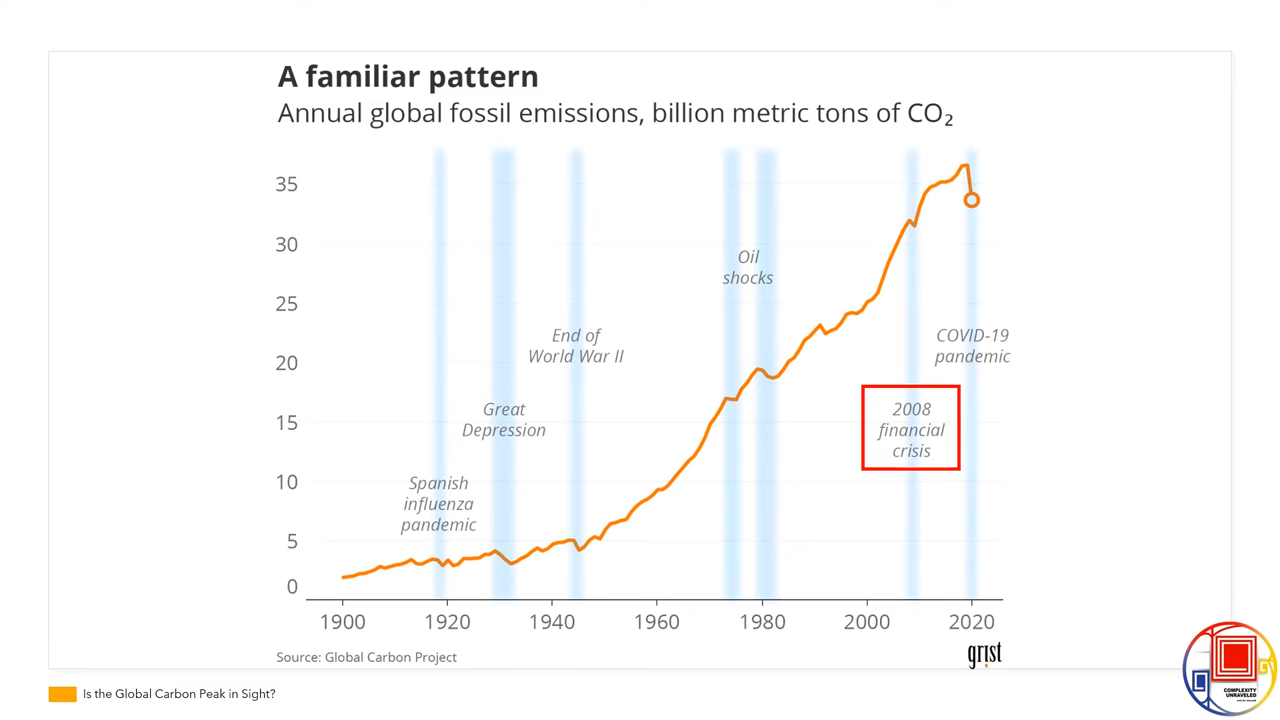 A familiar pattern
Annual global fossil emissions, billion metric tons of CO₂
35
30
25
20
15
10
5
0
Spanish
influenza
pandemic
Great
Depression
End of
World War II
Oil
shocks
2008
financial
crisis
COVID-19
pandemic
1900
1920
1940
1960
1980
2000
2020
Source: Global Carbon Project
grist
Is the Global Carbon Peak in Sight?
COMPLEXITY
UNRAVELED